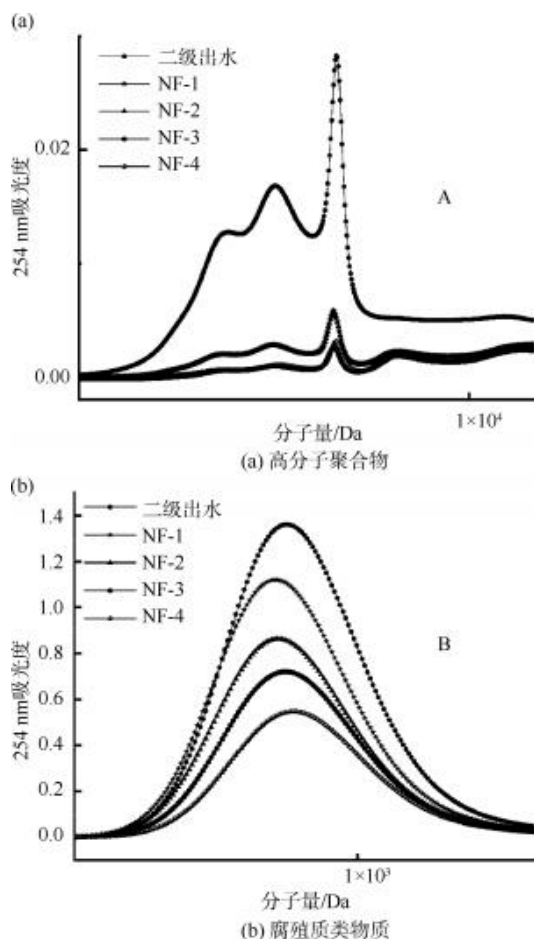 (a)
二级出水
NF-1
NF-2
NF-3
NF-4
0.02
0.00
254 nm吸光度
A
1×10⁴
分子量/Da
(a) 高分子聚合物
(b)
二级出水
NF-1
NF-2
NF-3
NF-4
1.4
1.2
1.0
0.8
0.6
0.4
0.2
0.0
254 nm吸光度
B
1×10³
分子量/Da
(b) 腐殖质类物质